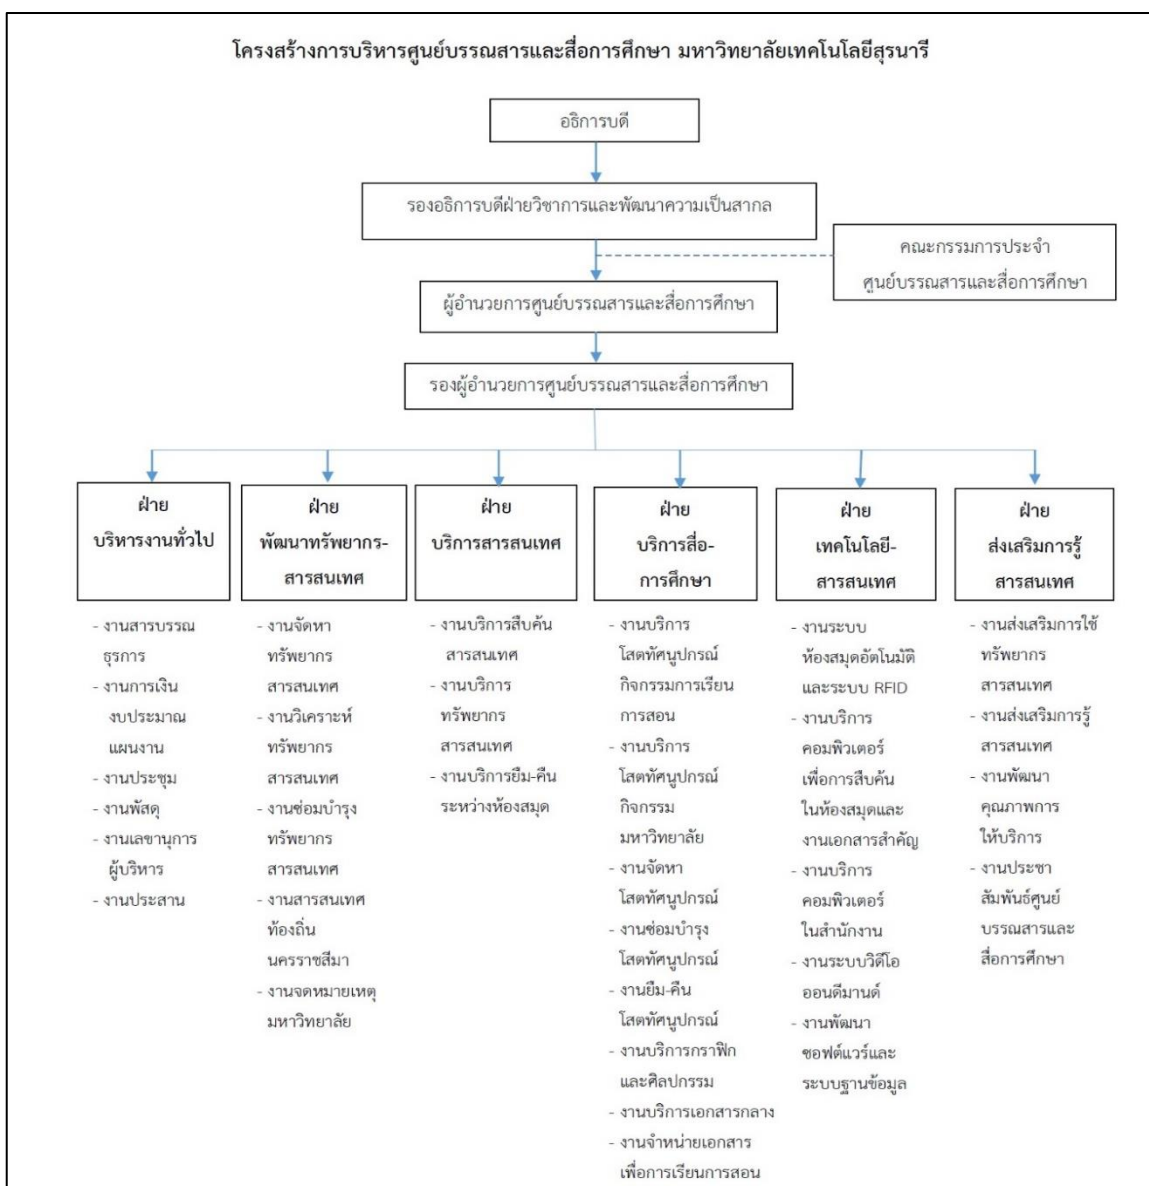 โครงสร้างการบริหารศูนย์บรรณสารและสื่อการศึกษา มหาวิทยาลัยเทคโนโลยีสุรนารี
อธิการบดี
รองอธิการบดีฝ่ายวิชาการและพัฒนาความเป็นสากล
คณะกรรมการประจำ
ศูนย์บรรณสารและสื่อการศึกษา
ผู้อำนวยการศูนย์บรรณสารและสื่อการศึกษา
รองผู้อำนวยการศูนย์บรรณสารและสื่อการศึกษา
ฝ่าย
บริหารงานทั่วไป
- งานสารบรรณ
ธุรการ
- งานการเงิน
งบประมาณ
แผนงาน
- งานประชุม
- งานพัสดุ
- งานเลขานุการ
ผู้บริหาร
- งานประสาน
ฝ่าย
พัฒนาทรัพยากร-
สารสนเทศ
- งานจัดหา
ทรัพยากร
สารสนเทศ
- งานวิเคราะห์
ทรัพยากร
สารสนเทศ
- งานซ่อมบำรุง
ทรัพยากร
สารสนเทศ
- งานสารสนเทศ
ท้องถิ่น
นครราชสีมา
- งานจดหมายเหตุ
มหาวิทยาลัย
ฝ่าย
บริการสารสนเทศ
- งานบริการสืบค้น
สารสนเทศ
- งานบริการ
ทรัพยากร
สารสนเทศ
- งานบริการยืม-คืน
ระหว่างห้องสมุด
ฝ่าย
บริการสื่อ-
การศึกษา
- งานบริการ
โสตทัศนูปกรณ์
กิจกรรมการเรียน
การสอน
- งานบริการ
โสตทัศนูปกรณ์
กิจกรรม
มหาวิทยาลัย
- งานจัดหา
โสตทัศนูปกรณ์
- งานซ่อมบำรุง
โสตทัศนูปกรณ์
- งานยืม-คืน
โสตทัศนูปกรณ์
- งานบริการกราฟิก
และศิลปกรรม
- งานบริการเอกสารกลาง
- งานจำหน่ายเอกสาร
เพื่อการเรียนการสอน
ฝ่าย
เทคโนโลยี-
สารสนเทศ
- งานระบบ
ห้องสมุดอัตโนมัติ
และระบบ RFID
- งานบริการ
คอมพิวเตอร์
เพื่อการสืบค้น
ในห้องสมุดและ
งานเอกสารสำคัญ
- งานบริการ
คอมพิวเตอร์
ในสำนักงาน
- งานระบบวิดีโอ
ออนดีมานด์
- งานพัฒนา
ซอฟต์แวร์และ
ระบบฐานข้อมูล
ฝ่าย
ส่งเสริมการรู้
สารสนเทศ
- งานส่งเสริมการใช้
ทรัพยากร
สารสนเทศ
- งานส่งเสริมการรู้
สารสนเทศ
- งานพัฒนา
คุณภาพการ
ให้บริการ
- งานประชา
สัมพันธ์ศูนย์
บรรณสารและ
สื่อการศึกษา